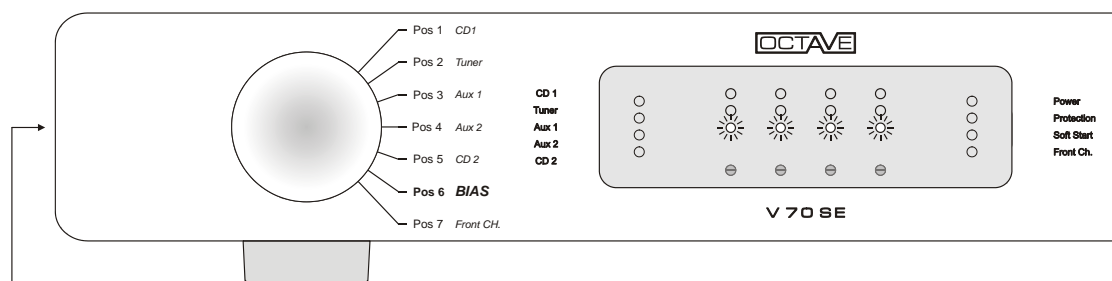 Pos 1 CD1
Pos 2 Tuner
Pos 3 Aux 1
Pos 4 Aux 2
Pos 5 CD 2
Pos 6 BIAS
Pos 7 Front CH.
CD 1
Tuner
Aux 1
Aux 2
CD 2
OCTAVE
Power
Protection
Soft Start
Front Ch.
V 70 SE